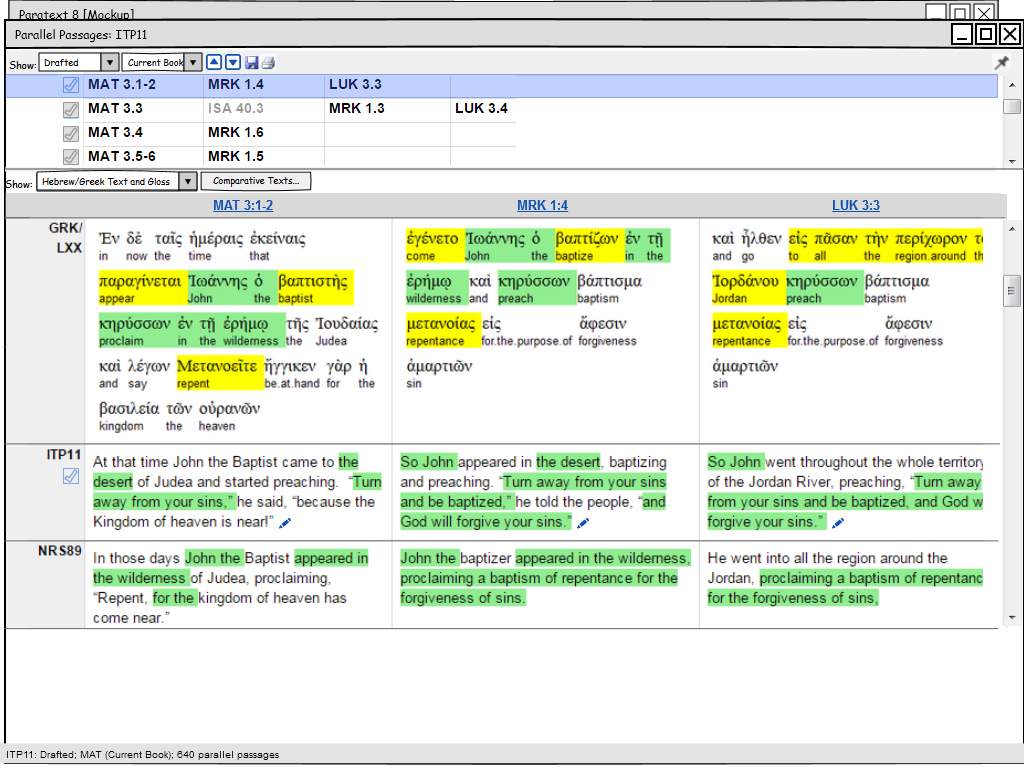 Paratext 8 [Mockup]
Parallel Passages: ITP11
Show: Drafted Current Book
MAT 3.1-2 MRK 1.4 LUK 3.3
MAT 3.3 ISA 40.3 MRK 1.3 LUK 3.4
MAT 3.4 MRK 1.6
MAT 3.5-6 MRK 1.5
Show: Hebrew/Greek Text and Gloss Comparative Texts...
MAT 3:1-2 MRK 1:4 LUK 3:3
GRK/
LXX
Ἐν δὲ ταῖς ἡμέραις ἐκείναις
in now the time that
παραγίνεται Ἰωάννης ὁ βαπτιστὴς
appear John the baptist
κηρύσσων ἐν τῇ ἐρήμῳ τῆς Ἰουδαίας
proclaim in the wilderness the Judea
καὶ λέγων Μετανοεῖτε ἤγγικεν γὰρ ἡ
and say repent be.at.hand for the
βασιλεία τῶν οὐρανῶν
kingdom the heaven
ἐγένετο Ἰωάννης ὁ βαπτίζων ἐν τῇ
come John the baptize in the
ἐρήμῳ καὶ κηρύσσων βάπτισμα
wilderness and preach baptism
μετανοίας εἰς ἄφεσιν
repentance for.the.purpose.of forgiveness
ἁμαρτιῶν
sin
καὶ ἦλθεν εἰς πᾶσαν τὴν περίχωρον τ
and go to all the region.around th
Ἰορδάνου κηρύσσων βάπτισμα
Jordan preach baptism
μετανοίας εἰς ἄφεσιν
repentance for.the.purpose.of forgiveness
ἁμαρτιῶν
sin
ITP11
At that time John the Baptist came to the
desert of Judea and started preaching. “Turn
away from your sins,” he said, “because the
Kingdom of heaven is near!”
So John appeared in the desert, baptizing
and preaching. “Turn away from your sins
and be baptized,” he told the people, “and
God will forgive your sins.”
So John went throughout the whole territory
of the Jordan River, preaching, “Turn away
from your sins and be baptized, and God w
forgive your sins.”
NRS89
In those days John the Baptist appeared in
the wilderness of Judea, proclaiming,
“Repent, for the kingdom of heaven has
come near.”
John the baptizer appeared in the wilderness,
proclaiming a baptism of repentance for the
forgiveness of sins.
He went into all the region around the
Jordan, proclaiming a baptism of repentanc
for the forgiveness of sins,
ITP11: Drafted; MAT (Current Book); 640 parallel passages